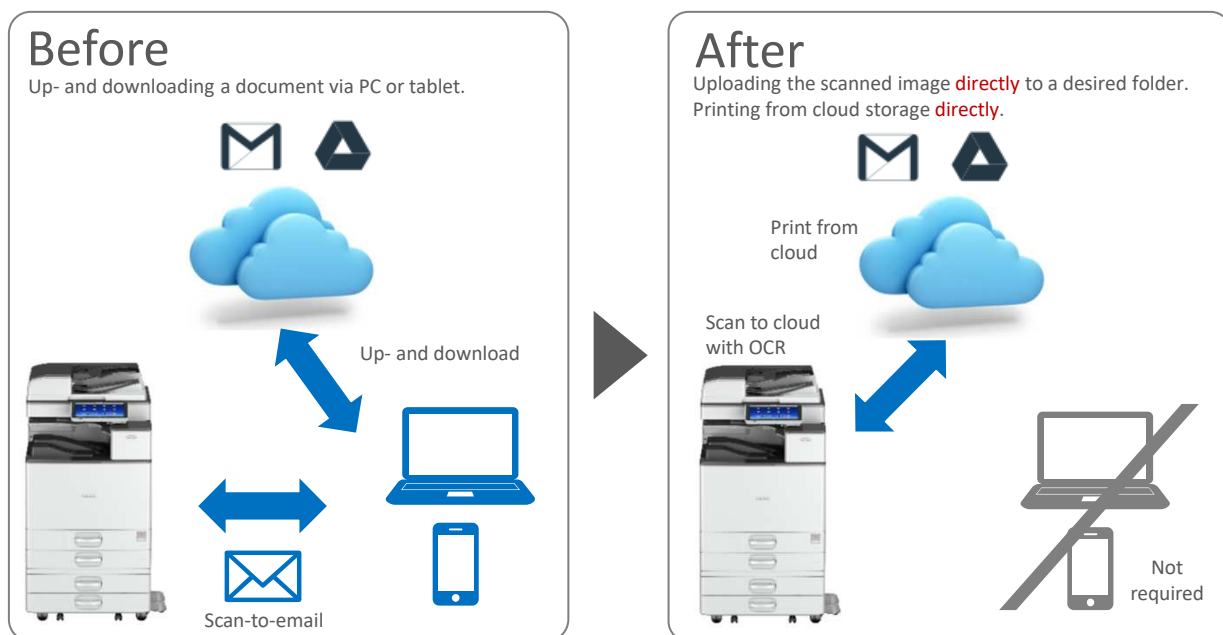 Before
Up- and downloading a document via PC or tablet.
Up- and download
Scan-to-email
After
Uploading the scanned image directly to a desired folder.
Printing from cloud storage directly.
Print from
cloud
Scan to cloud
with OCR
Not
required